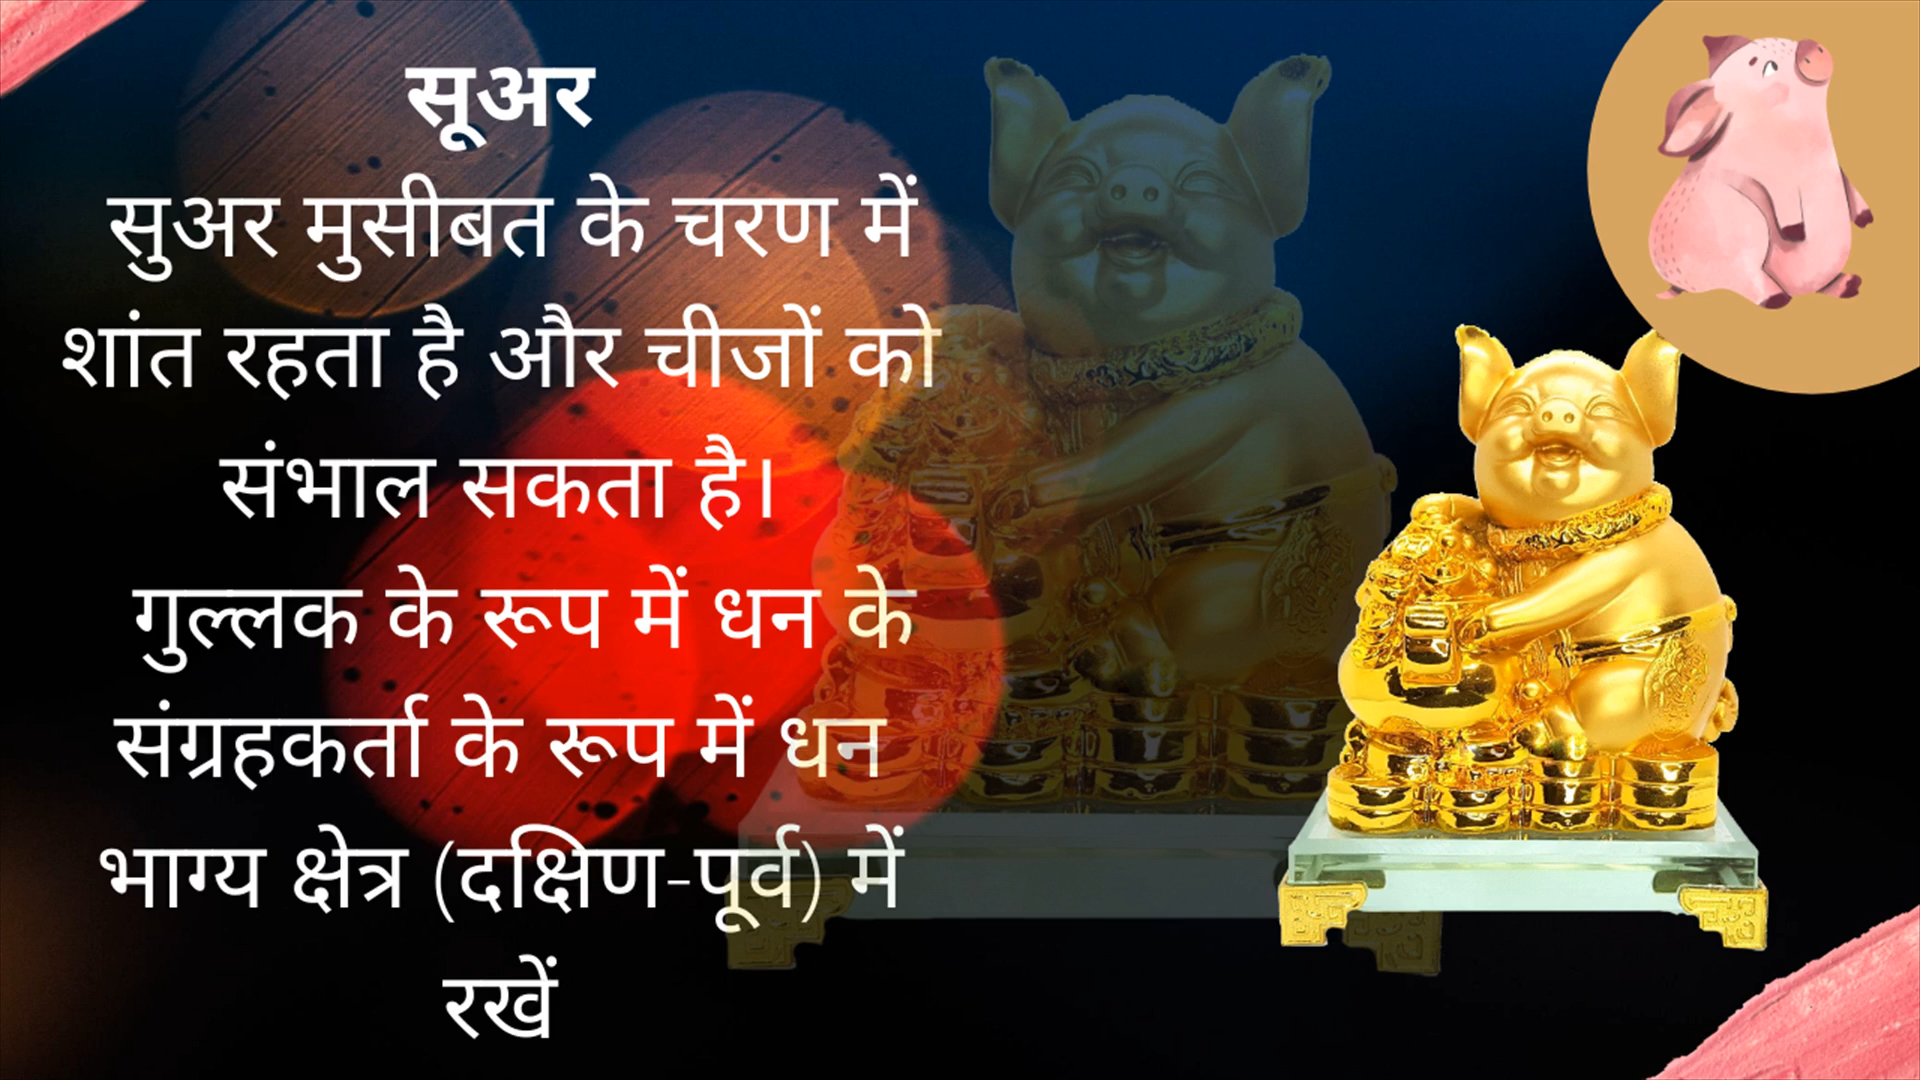 सूअर
सुअर मुसीबत के चरण में
शांत रहता है और चीजों को
संभाल सकता है।
गुल्लक के रूप में धन के
संग्रहकर्ता के रूप में धन
भाग्य क्षेत्र (दक्षिण-पूर्व) में
रखें